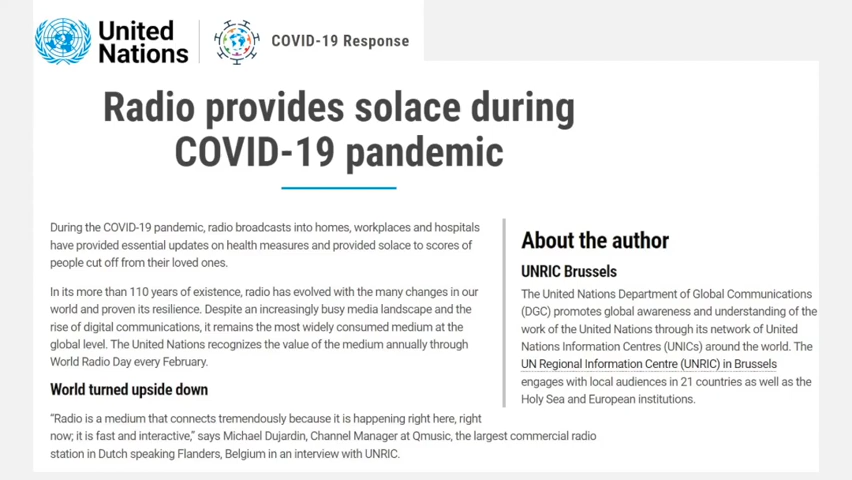 United
Nations
COVID-19 Response
Radio provides solace during
COVID-19 pandemic
During the COVID-19 pandemic, radio broadcasts into homes, workplaces and hospitals
have provided essential updates on health measures and provided solace to scores of
people cut off from their loved ones.
In its more than 110 years of existence, radio has evolved with the many changes in our
world and proven its resilience. Despite an increasingly busy media landscape and the
rise of digital communications, it remains the most widely consumed medium at the
global level. The United Nations recognizes the value of the medium annually through
World Radio Day every February.
World turned upside down
“Radio is a medium that connects tremendously because it is happening right here, right
now; it is fast and interactive,” says Michael Dujardin, Channel Manager at Qmusic, the largest commercial radio
station in Dutch speaking Flanders, Belgium in an interview with UNRIC.
About the author
UNRIC Brussels
The United Nations Department of Global Communications
(DGC) promotes global awareness and understanding of the
work of the United Nations through its network of United
Nations Information Centres (UNICs) around the world. The
UN Regional Information Centre (UNRIC) in Brussels
engages with local audiences in 21 countries as well as the
Holy Sea and European institutions.